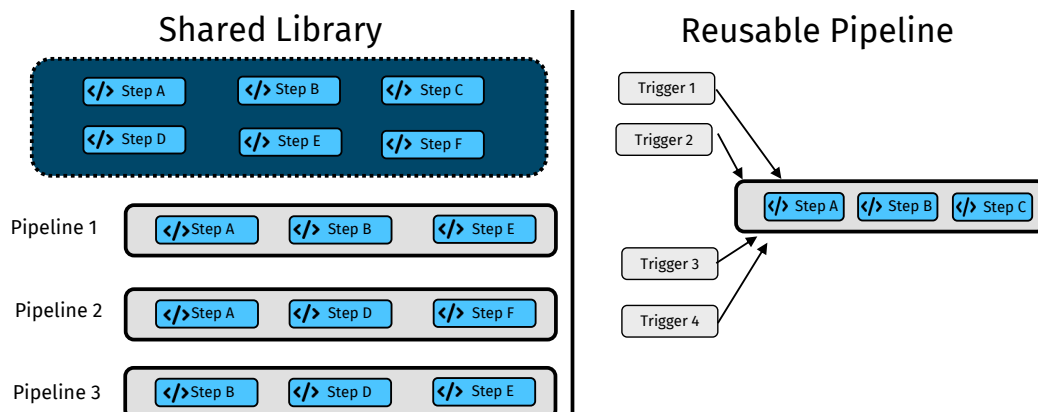 Shared Library
</> Step A
</> Step B
</> Step C
</> Step D
</> Step E
</> Step F
Pipeline 1
</>Step A
</> Step B
</> Step E
Pipeline 2
</>Step A
</> Step D
</> Step F
Pipeline 3
</>Step B
</> Step D
</> Step E
Reusable Pipeline
Trigger 1
Trigger 2
Trigger 3
Trigger 4
</> Step A
</> Step B
</> Step C